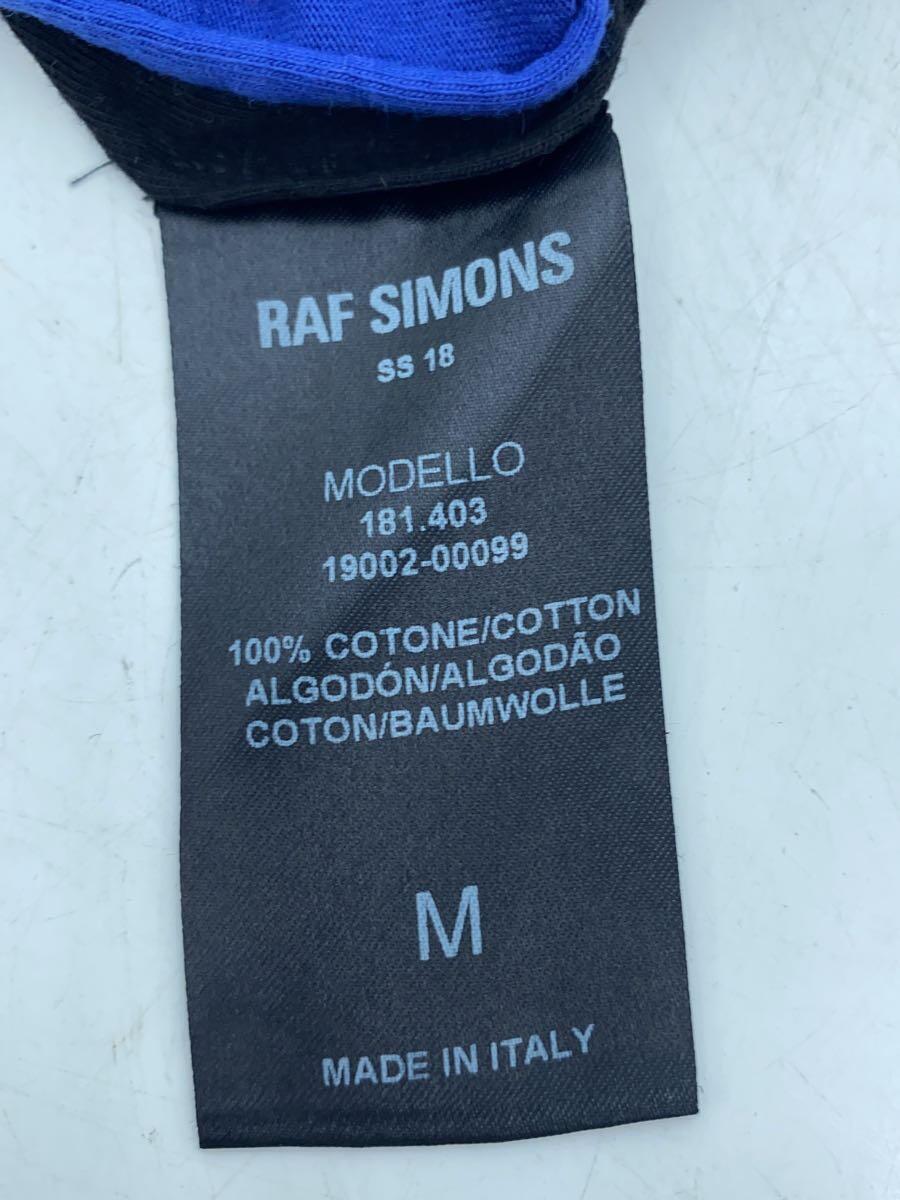 RAF SIMONS
SS 18
MODELLO
181.403
19002-00099
100% COTONE/COTTON
ALGODÓN/ALGODÃO
COTON/BAUMWOLLE
M
MADE IN ITALY